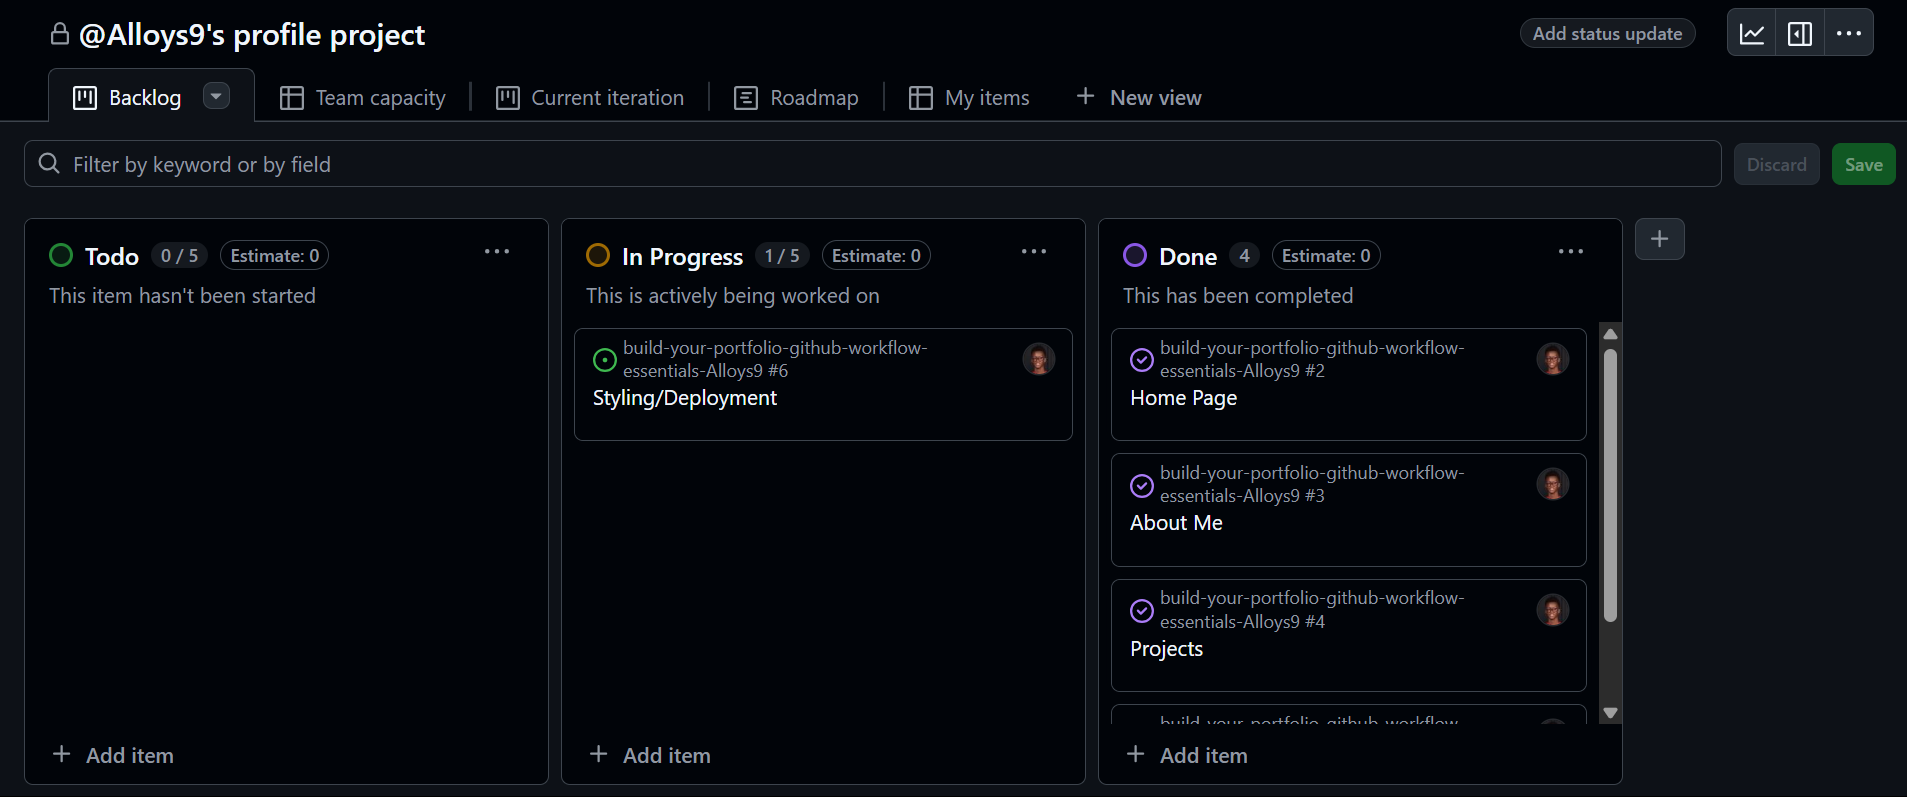 @Alloys9's profile project
Add status update
Backlog
Team capacity
Current iteration
Roadmap
My items
New view
Filter by keyword or by field
Discard
Save
Todo 0 / 5 Estimate: 0
This item hasn't been started
Add item
In Progress 1 / 5 Estimate: 0
This is actively being worked on
build-your-portfolio-github-workflow-
essentials-Alloys9 #6
Styling/Deployment
Add item
Done 4 Estimate: 0
This has been completed
build-your-portfolio-github-workflow-
essentials-Alloys9 #2
Home Page
build-your-portfolio-github-workflow-
essentials-Alloys9 #3
About Me
build-your-portfolio-github-workflow-
essentials-Alloys9 #4
Projects
build-your-portfolio-github-workflow-
Add item